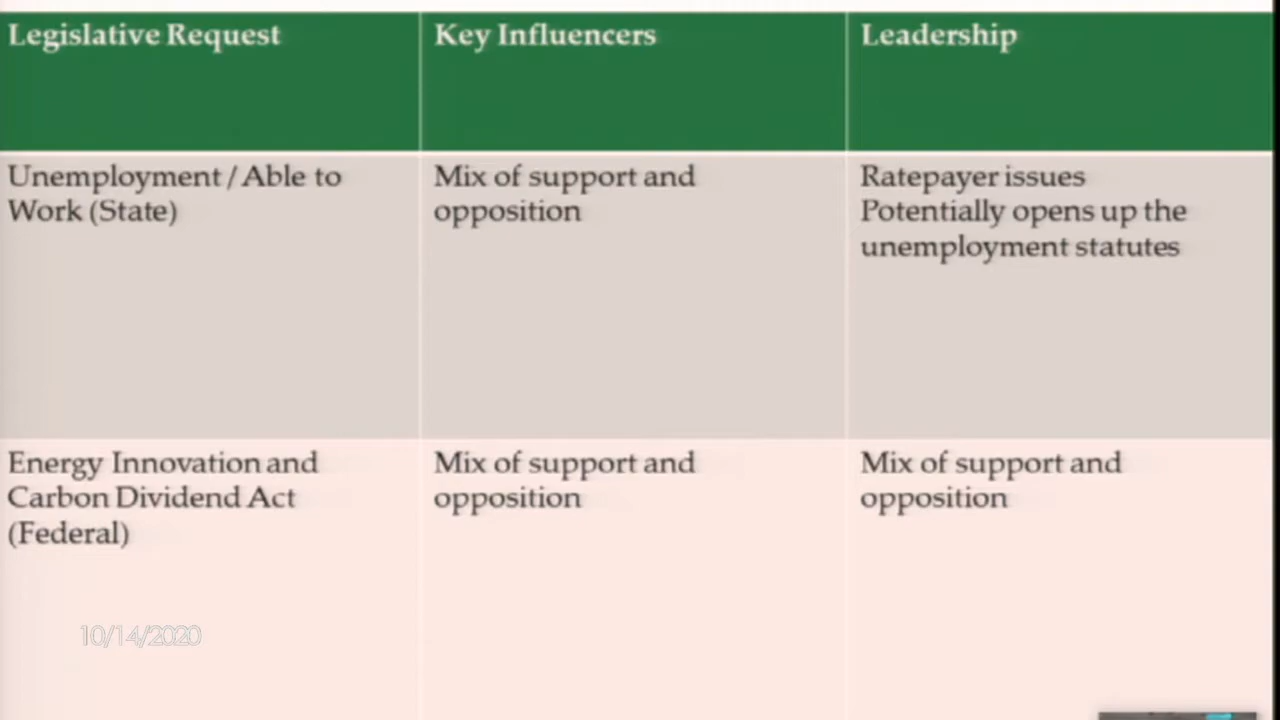 Legislative Request
Key Influencers
Leadership
Unemployment / Able to
Work (State)
Mix of support and
opposition
Ratepayer issues
Potentially opens up the
unemployment statutes
Energy Innovation and
Carbon Dividend Act
(Federal)
Mix of support and
opposition
Mix of support and
opposition
10/14/2020